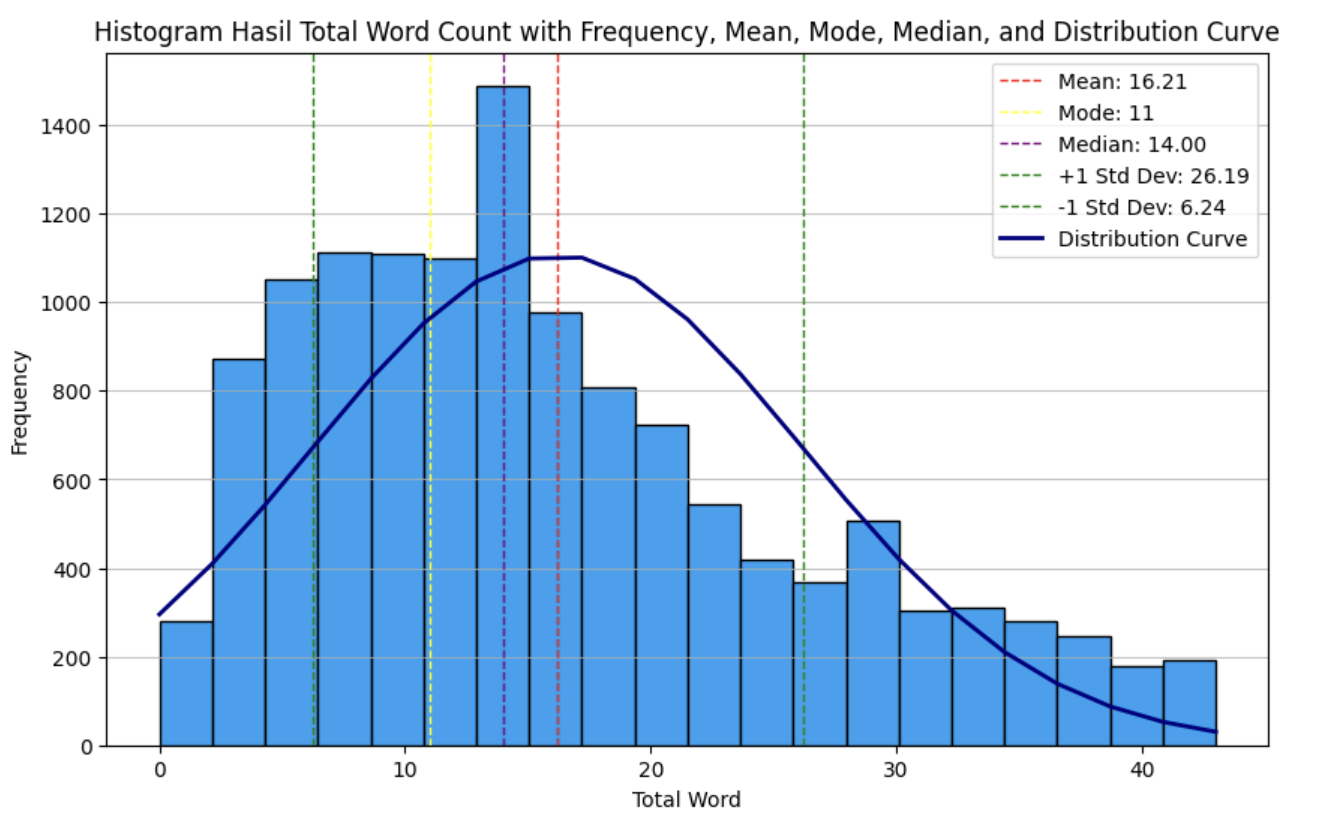 Histogram Hasil Total Word Count with Frequency, Mean, Mode, Median, and Distribution Curve
Mean: 16.21
Mode: 11
Median: 14.00
+1 Std Dev: 26.19
-1 Std Dev: 6.24
Distribution Curve
Frequency
1400
1200
1000
800
600
400
200
0
0 10 20 30 40
Total Word